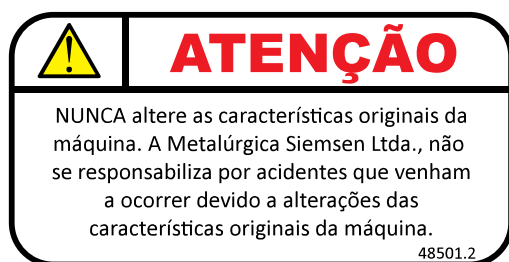 ATENÇÃO
NUNCA altere as características originais da
máquina. A Metalúrgica Siemsen Ltda., não
se responsabiliza por acidentes que venham
a ocorrer devido a alterações das
características originais da máquina.
48501.2